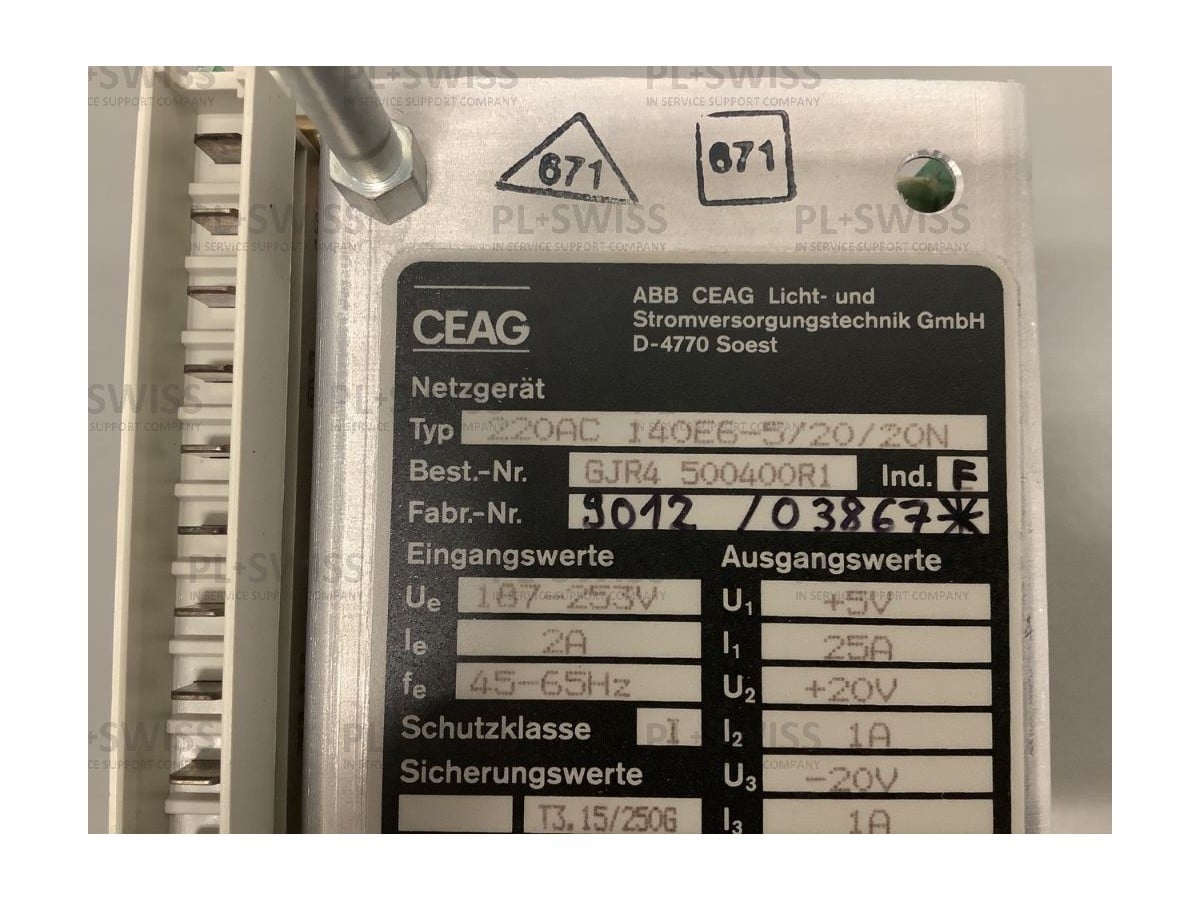 PL+SWISS
IN SERVICE SUPPORT COMPANY
671
671
CEAG
ABB CEAG Licht- und
Stromversorgungstechnik GmbH
D-4770 Soest
Netzgerät
Typ 220AC 140E6-5/20/20N
Best.-Nr. GJR4 500400R1 Ind. F
Fabr.-Nr. 9012 /03867*
Eingangswerte
Ausgangswerte
Ue 187-253V
U1 +5V
Ie 2A
I1 25A
fe 45-65Hz
U2 +20V
Schutzklasse I
I2 1A
Sicherungswerte
U3 -20V
T3.15/250G
I3 1A